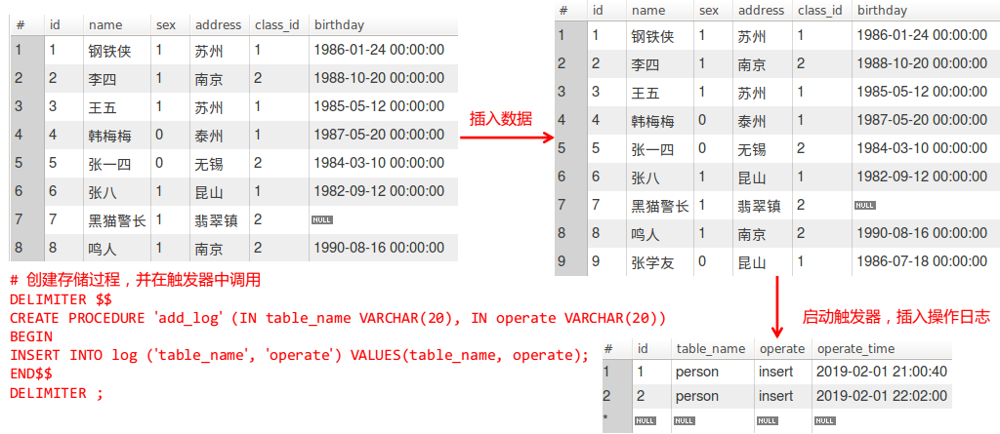 # id name sex address class_id birthday
1 1 钢铁侠 1 苏州 1 1986-01-24 00:00:00
2 2 李四 1 南京 2 1988-10-20 00:00:00
3 3 王五 1 苏州 1 1985-05-12 00:00:00
4 4 韩梅梅 0 泰州 1 1987-05-20 00:00:00
5 5 张一四 0 无锡 2 1984-03-10 00:00:00
6 6 张八 1 昆山 1 1982-09-12 00:00:00
7 7 黑猫警长 1 翡翠镇 2 NULL
8 8 鸣人 1 南京 2 1990-08-16 00:00:00
插入数据
# id name sex address class_id birthday
1 1 钢铁侠 1 苏州 1 1986-01-24 00:00:00
2 2 李四 1 南京 2 1988-10-20 00:00:00
3 3 王五 1 苏州 1 1985-05-12 00:00:00
4 4 韩梅梅 0 泰州 1 1987-05-20 00:00:00
5 5 张一四 0 无锡 2 1984-03-10 00:00:00
6 6 张八 1 昆山 1 1982-09-12 00:00:00
7 7 黑猫警长 1 翡翠镇 2 NULL
8 8 鸣人 1 南京 2 1990-08-16 00:00:00
9 9 张学友 0 昆山 1 1986-07-18 00:00:00
# 创建存储过程，并在触发器中调用
DELIMITER $$
CREATE PROCEDURE 'add_log' (IN table_name VARCHAR(20), IN operate VARCHAR(20))
BEGIN
INSERT INTO log ('table_name', 'operate') VALUES(table_name, operate);
END$$
DELIMITER ;
启动触发器，插入操作日志
# id table_name operate operate_time
1 1 person insert 2019-02-01 21:00:40
2 2 person insert 2019-02-01 22:02:00
* NULL NULL NULL NULL